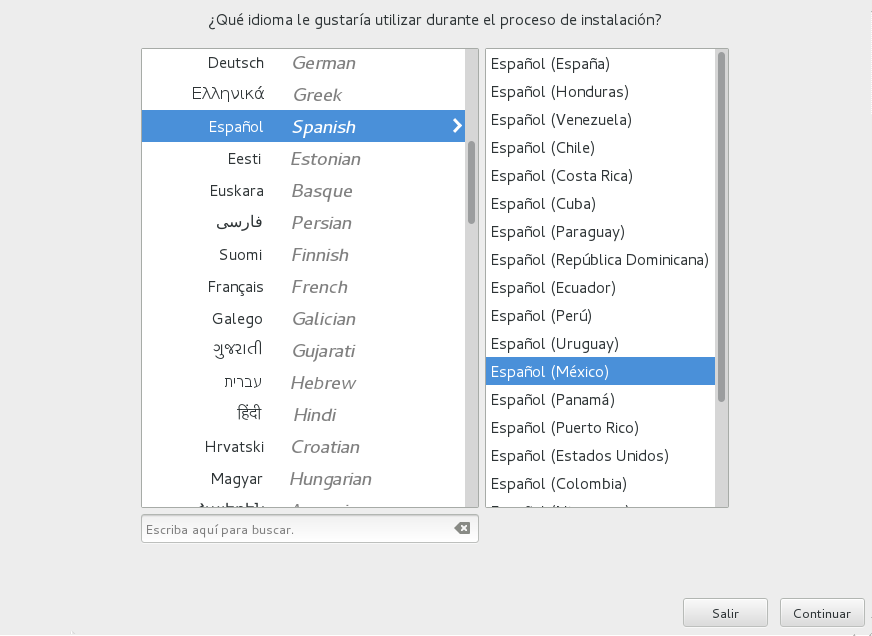 ¿Qué idioma le gustaría utilizar durante el proceso de instalación?
Deutsch German
Ελληνικά Greek
Español Spanish
Eesti Estonian
Euskara Basque
فارسی Persian
Suomi Finnish
Français French
Galego Galician
ગુજરાતી Gujarati
עברית Hebrew
हिंदी Hindi
Hrvatski Croatian
Magyar Hungarian
Español (España)
Español (Honduras)
Español (Venezuela)
Español (Chile)
Español (Costa Rica)
Español (Cuba)
Español (Paraguay)
Español (República Dominicana)
Español (Ecuador)
Español (Perú)
Español (Uruguay)
Español (México)
Español (Panamá)
Español (Puerto Rico)
Español (Estados Unidos)
Español (Colombia)
Escriba aquí para buscar.
Salir
Continuar